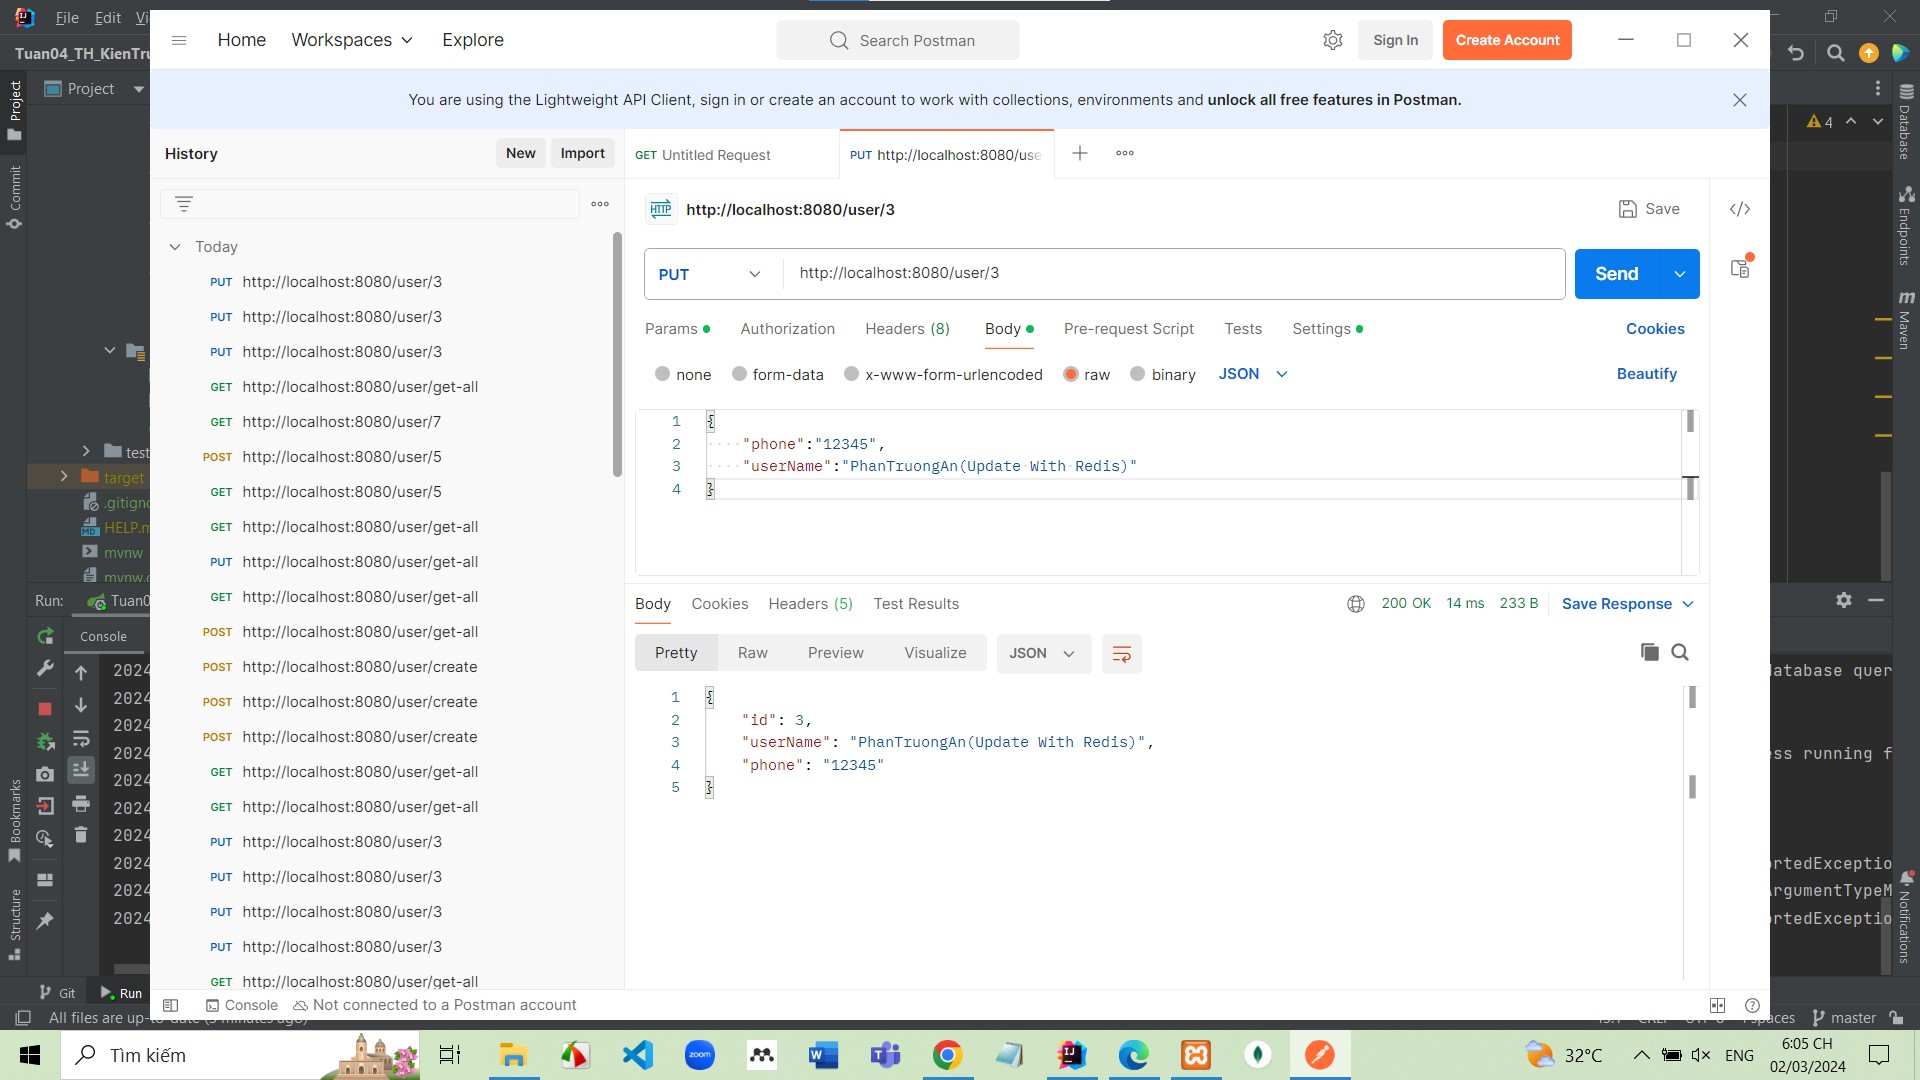 File Edit Vi
Tuan04_TH_KienTru
Project
Project
Commit
Bookmarks
Structure
test
target
.gitigno
HELP.m
mvnw
mvnw.c
Run: Tuan0
Console
2024
2024
2024
2024
2024
2024
2024
2024
2024
2024
Git Run
Home Workspaces Explore
Search Postman
Sign In Create Account
You are using the Lightweight API Client, sign in or create an account to work with collections, environments and unlock all free features in Postman.
History New Import
Today
PUT http://localhost:8080/user/3
PUT http://localhost:8080/user/3
PUT http://localhost:8080/user/3
GET http://localhost:8080/user/get-all
GET http://localhost:8080/user/7
POST http://localhost:8080/user/5
GET http://localhost:8080/user/5
GET http://localhost:8080/user/get-all
PUT http://localhost:8080/user/get-all
GET http://localhost:8080/user/get-all
POST http://localhost:8080/user/get-all
POST http://localhost:8080/user/create
POST http://localhost:8080/user/create
POST http://localhost:8080/user/create
GET http://localhost:8080/user/get-all
GET http://localhost:8080/user/get-all
PUT http://localhost:8080/user/3
PUT http://localhost:8080/user/3
PUT http://localhost:8080/user/3
PUT http://localhost:8080/user/3
GET http://localhost:8080/user/get-all
GET Untitled Request PUT http://localhost:8080/use
HTTP http://localhost:8080/user/3 Save
PUT http://localhost:8080/user/3 Send
Params Authorization Headers (8) Body Pre-request Script Tests Settings Cookies
none form-data x-www-form-urlencoded raw binary JSON Beautify
1 {
2 "phone":"12345",
3 "userName":"PhanTruongAn(Update With Redis)"
4 }
Body Cookies Headers (5) Test Results 200 OK 14 ms 233 B Save Response
Pretty Raw Preview Visualize JSON
1 {
2 "id": 3,
3 "userName": "PhanTruongAn(Update With Redis)",
4 "phone": "12345"
5 }
Console Not connected to a Postman account
4
Database
Endpoints
m Maven
Notifications
atabase quer
ss running f
rtedExceptio
ArgumentTypeM
rtedExceptio
master
Tìm kiếm
zoom
32°C ENG 6:05 CH
02/03/2024